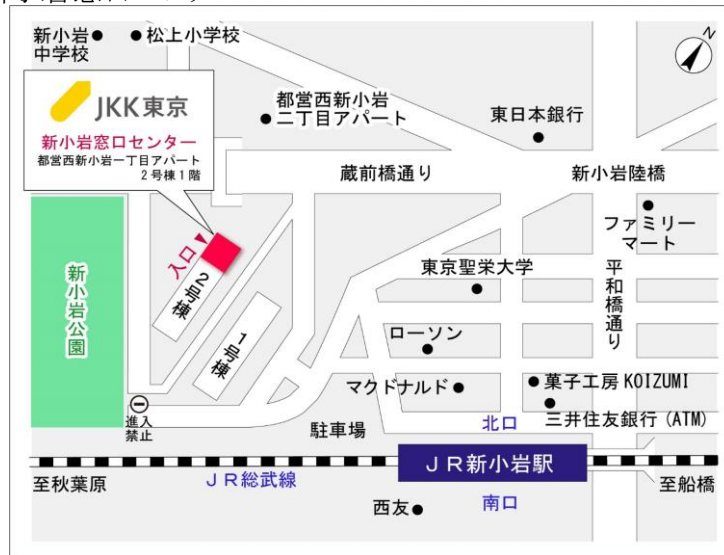 新小岩
中学校
松上小学校
N
JKK東京
新小岩窓口センター
都営西新小岩一丁目アパート
2号棟1階
都営西新小岩
二丁目アパート
東日本銀行
蔵前橋通り
新小岩陸橋
ファミリー
マート
入口
2号棟
1号棟
新小岩公園
東京聖栄大学
平和橋通り
ローソン
マクドナルド
菓子工房 KOIZUMI
三井住友銀行 (ATM)
進入
禁止
駐車場
北口
JR新小岩駅
至秋葉原
JR総武線
至船橋
西友
南口